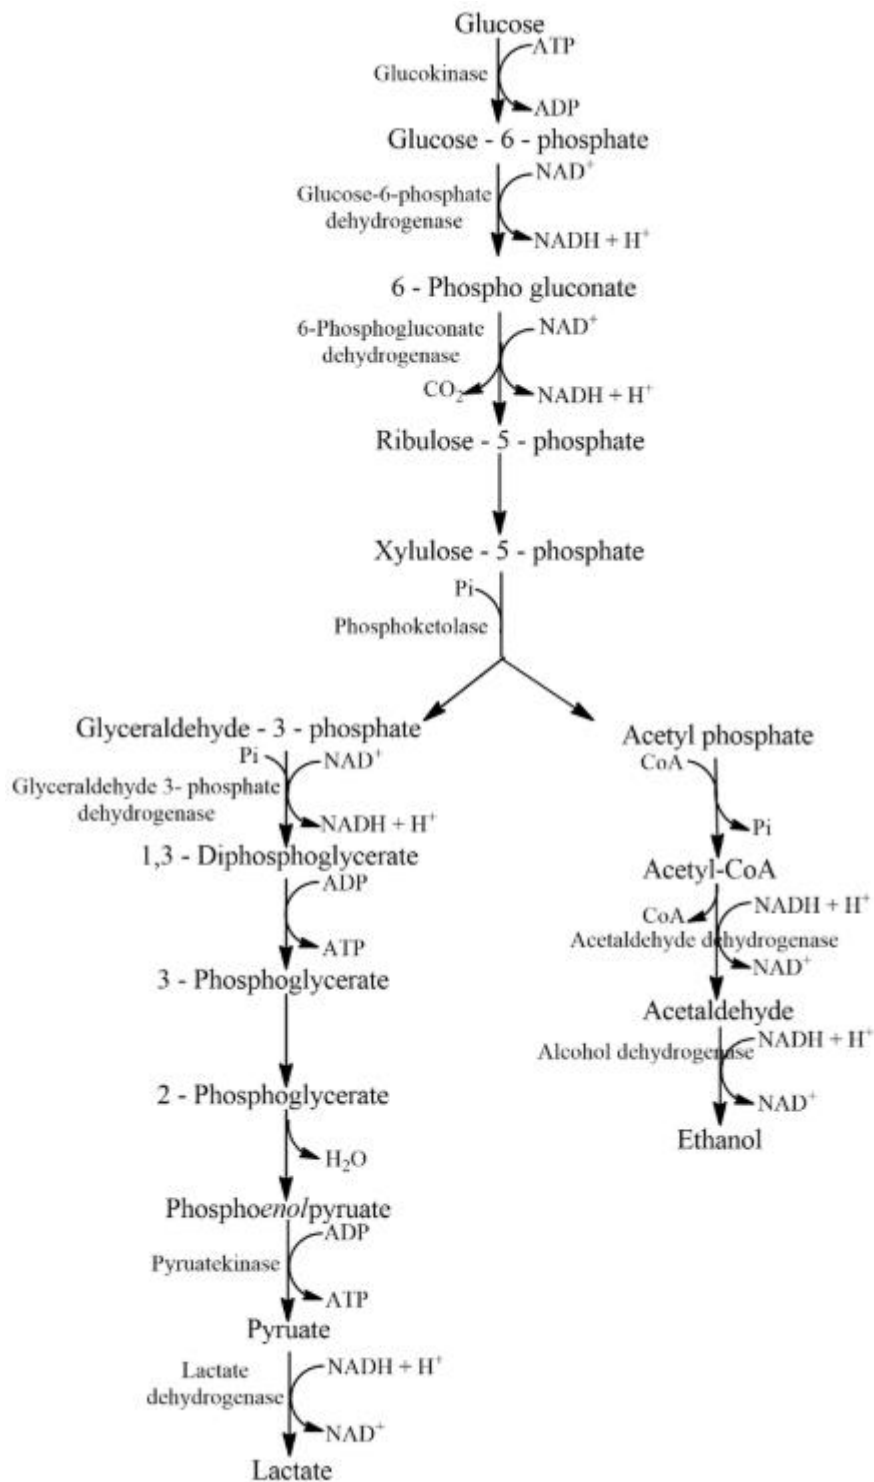 Glucose
ATP
Glucokinase
ADP
Glucose - 6 - phosphate
NAD⁺
Glucose-6-phosphate
dehydrogenase
NADH + H⁺
6 - Phospho gluconate
6-Phosphogluconate
dehydrogenase
NAD⁺
CO₂
NADH + H⁺
Ribulose - 5 - phosphate
Xylulose - 5 - phosphate
Pi
Phosphoketolase
Glyceraldehyde - 3 - phosphate
Pi
NAD⁺
Glyceraldehyde 3- phosphate
dehydrogenase
NADH + H⁺
1,3 - Diphosphoglycerate
ADP
ATP
3 - Phosphoglycerate
2 - Phosphoglycerate
H₂O
Phosphoenolpyruate
ADP
Pyruatekinase
ATP
Pyruate
NADH + H⁺
Lactate
dehydrogenase
NAD⁺
Lactate
Acetyl phosphate
CoA
Pi
Acetyl-CoA
CoA
NADH + H⁺
Acetaldehyde dehydrogenase
NAD⁺
Acetaldehyde
NADH + H⁺
Alcohol dehydrogenase
NAD⁺
Ethanol